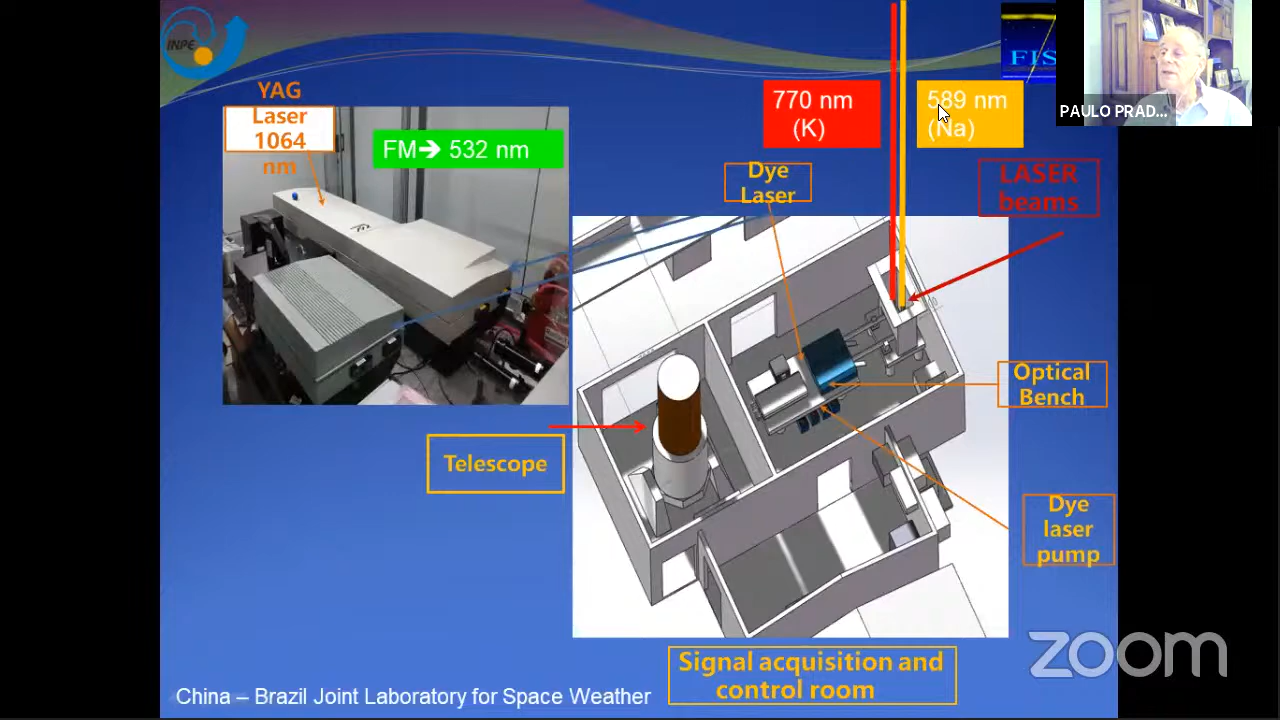 INPE
YAG
Laser
1064
nm
FM➔ 532 nm
770 nm
(K)
589 nm
(Na)
FIS
PAULO PRAD...
Dye
Laser
LASER
beams
Optical
Bench
Telescope
Dye
laser
pump
Signal acquisition and
control room
China – Brazil Joint Laboratory for Space Weather
zoom